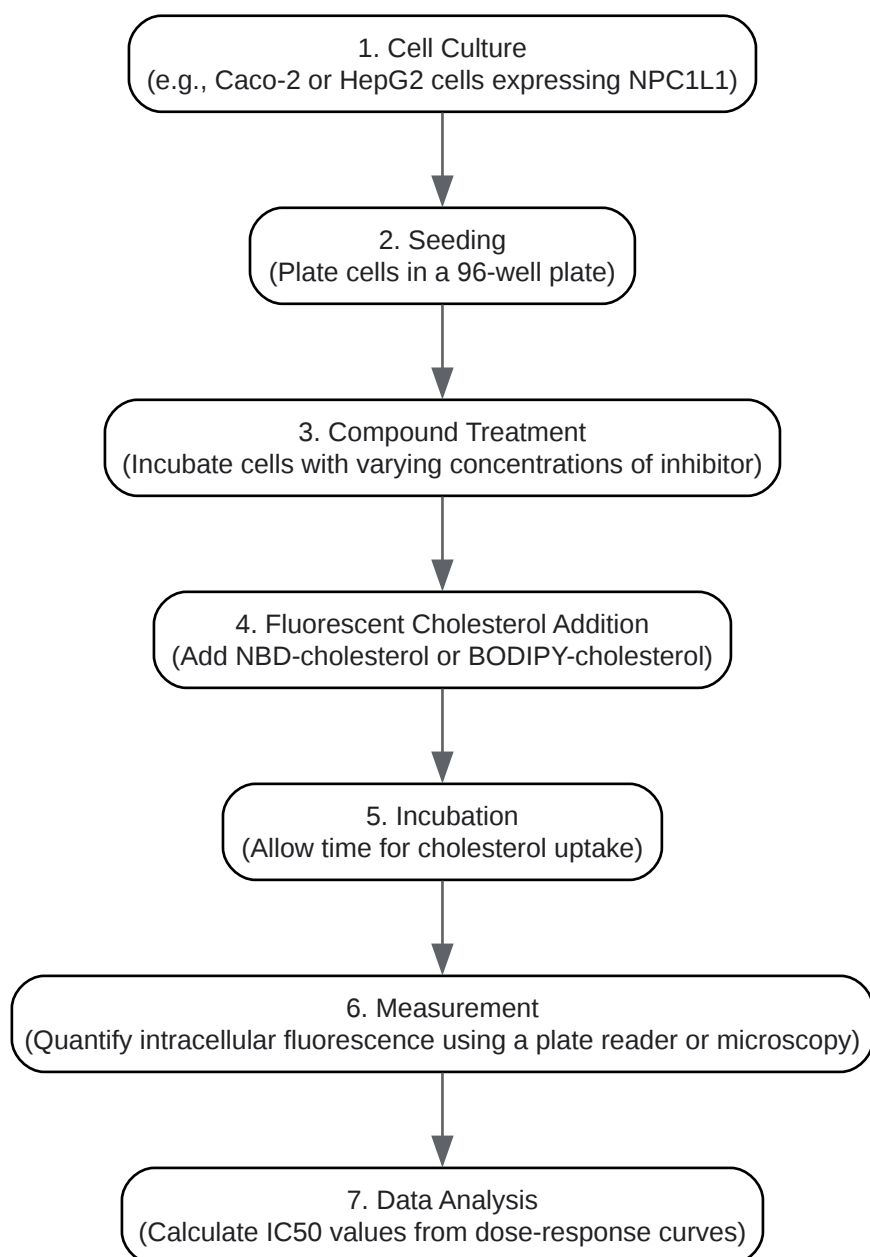 1. Cell Culture
(e.g., Caco-2 or HepG2 cells expressing NPC1L1)
2. Seeding
(Plate cells in a 96-well plate)
3. Compound Treatment
(Incubate cells with varying concentrations of inhibitor)
4. Fluorescent Cholesterol Addition
(Add NBD-cholesterol or BODIPY-cholesterol)
5. Incubation
(Allow time for cholesterol uptake)
6. Measurement
(Quantify intracellular fluorescence using a plate reader or microscopy)
7. Data Analysis
(Calculate IC50 values from dose-response curves)